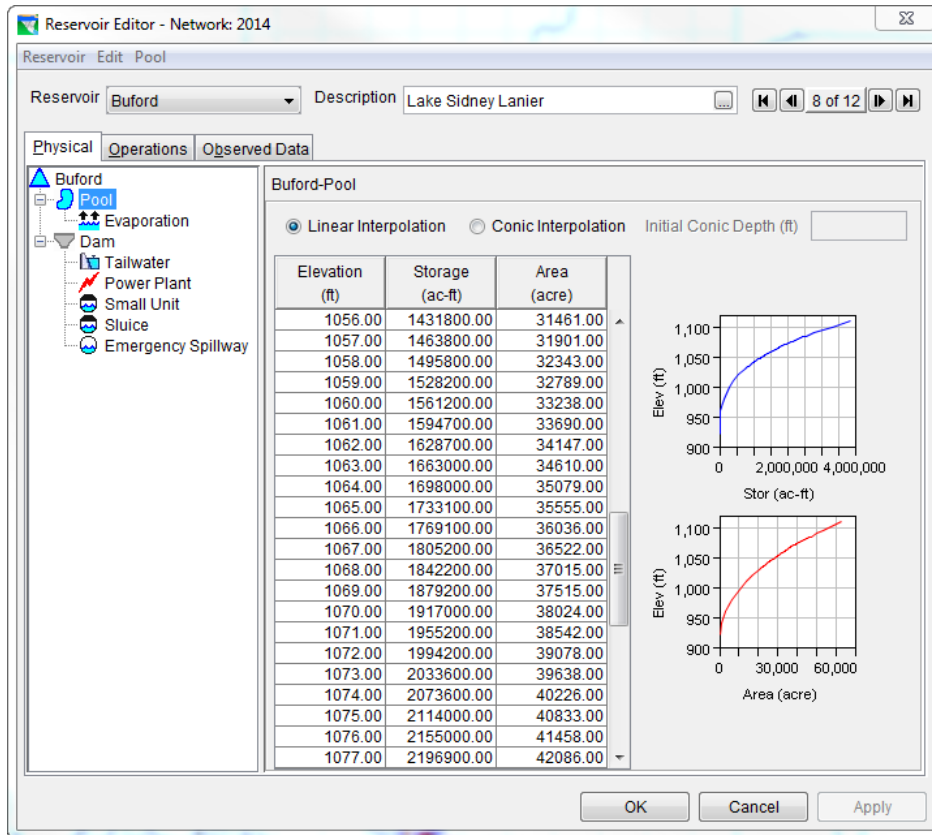 Reservoir Editor - Network: 2014
Reservoir Edit Pool
Reservoir Buford Description Lake Sidney Lanier ... 8 of 12
Physical Operations Observed Data
Buford
Pool
Evaporation
Dam
Tailwater
Power Plant
Small Unit
Sluice
Emergency Spillway
Buford-Pool
Linear Interpolation Conic Interpolation Initial Conic Depth (ft)
Elevation Storage Area
(ft) (ac-ft) (acre)
1056.00 1431800.00 31461.00
1057.00 1463800.00 31901.00
1058.00 1495800.00 32343.00
1059.00 1528200.00 32789.00
1060.00 1561200.00 33238.00
1061.00 1594700.00 33690.00
1062.00 1628700.00 34147.00
1063.00 1663000.00 34610.00
1064.00 1698000.00 35079.00
1065.00 1733100.00 35555.00
1066.00 1769100.00 36036.00
1067.00 1805200.00 36522.00
1068.00 1842200.00 37015.00
1069.00 1879200.00 37515.00
1070.00 1917000.00 38024.00
1071.00 1955200.00 38542.00
1072.00 1994200.00 39078.00
1073.00 2033600.00 39638.00
1074.00 2073600.00 40226.00
1075.00 2114000.00 40833.00
1076.00 2155000.00 41458.00
1077.00 2196900.00 42086.00
1,100
1,050
1,000
950
900
Elev (ft)
0 2,000,000 4,000,000
Stor (ac-ft)
1,100
1,050
1,000
950
900
Elev (ft)
0 30,000 60,000
Area (acre)
OK Cancel Apply